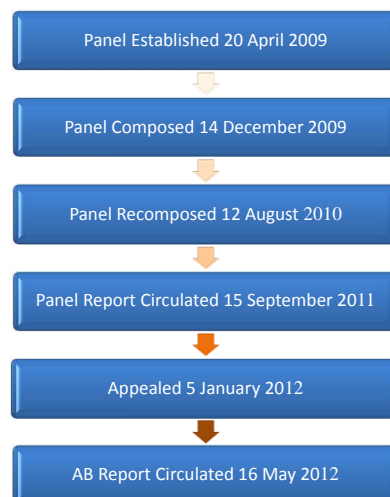 Panel Established 20 April 2009
Panel Composed 14 December 2009
Panel Recomposed 12 August 2010
Panel Report Circulated 15 September 2011
Appealed 5 January 2012
AB Report Circulated 16 May 2012